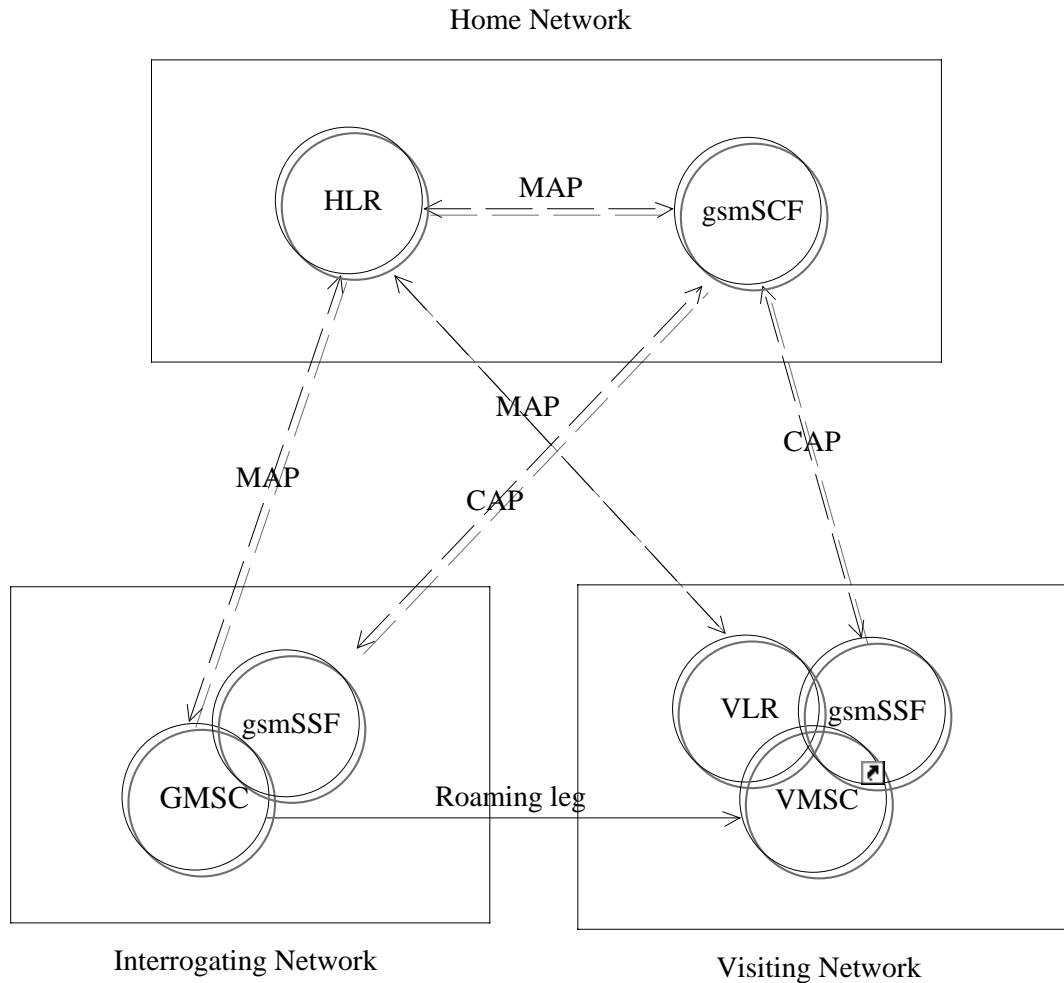 Home Network
HLR
MAP
gsmSCF
MAP
CAP
MAP
CAP
gsmSSF
GMSC
VLR
gsmSSF
VMSC
Roaming leg
Interrogating Network
Visiting Network